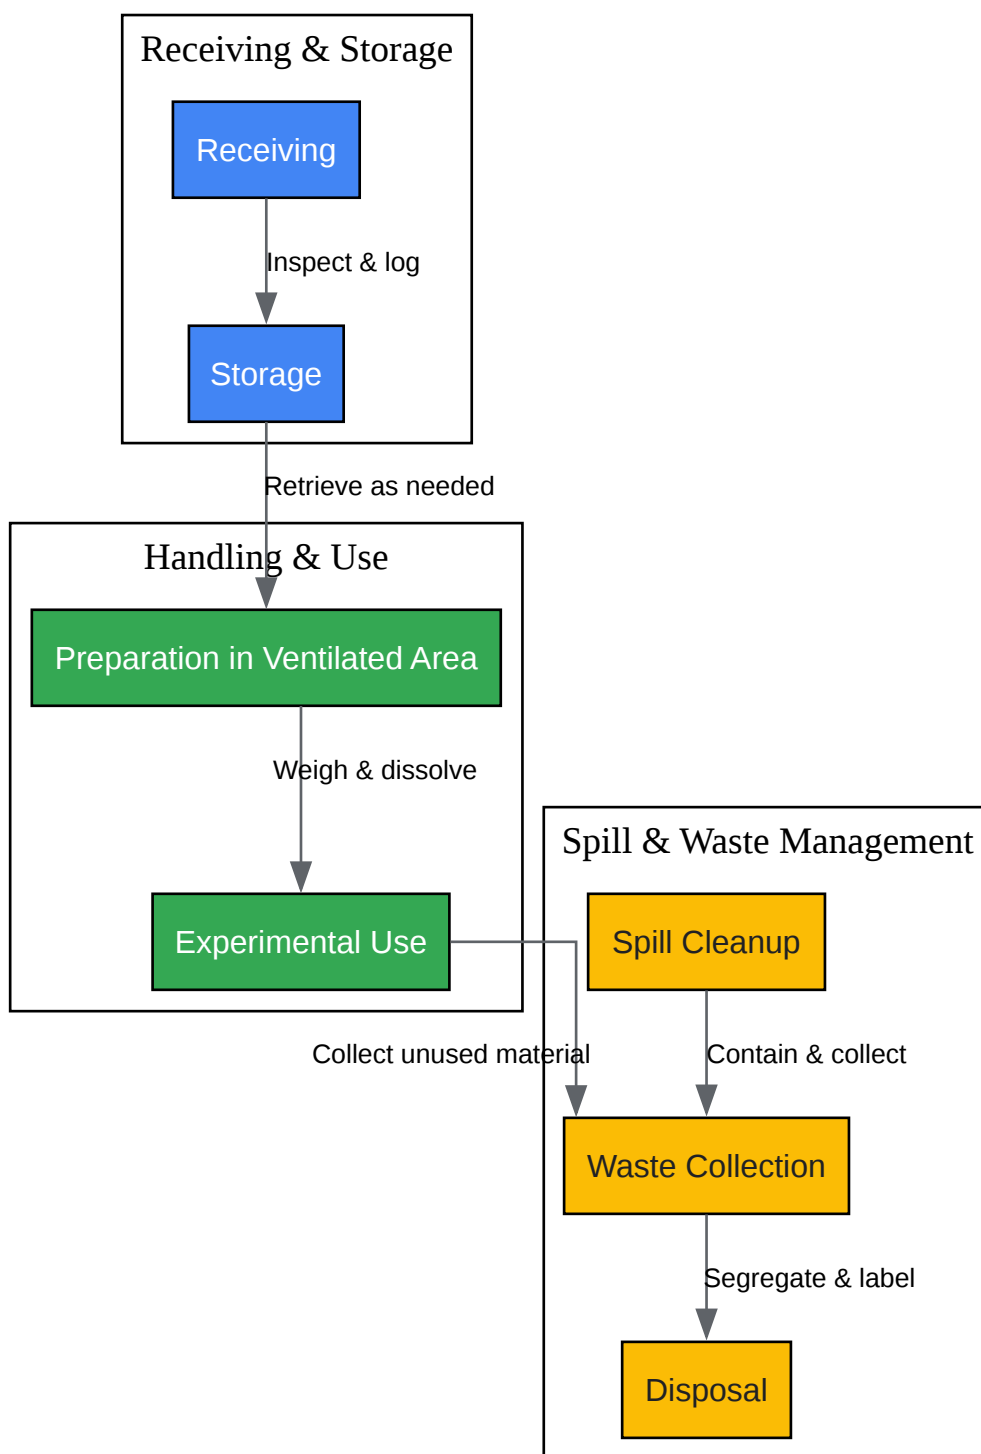 Receiving & Storage
Receiving
Inspect & log
Storage
Retrieve as needed
Handling & Use
Preparation in Ventilated Area
Weigh & dissolve
Experimental Use
Spill & Waste Management
Spill Cleanup
Collect unused material
Contain & collect
Waste Collection
Segregate & label
Disposal